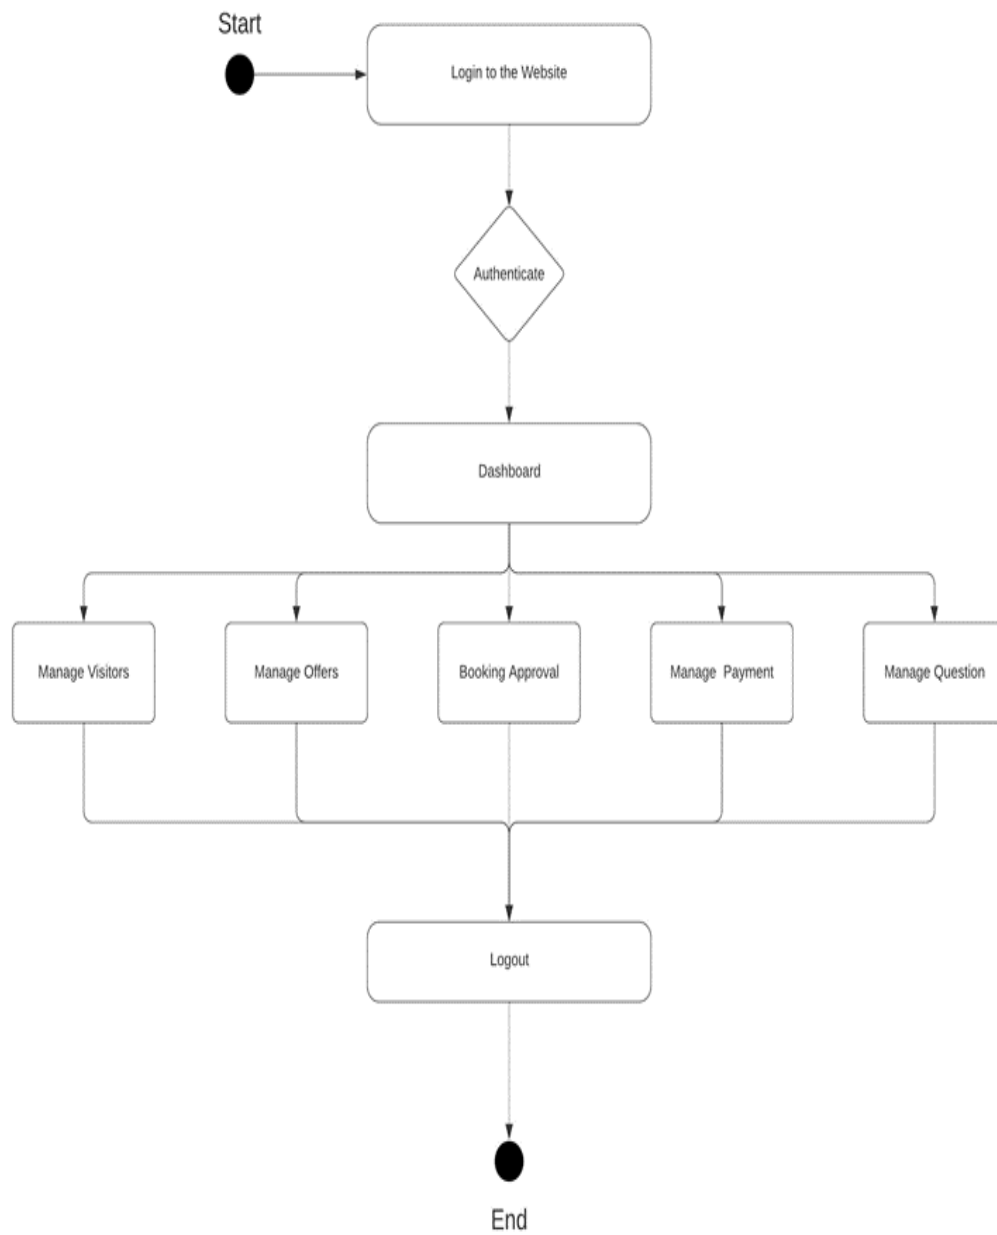 Start
Login to the Website
Authenticate
Dashboard
Manage Visitors
Manage Offers
Booking Approval
Manage  Payment
Manage Question
Logout
End